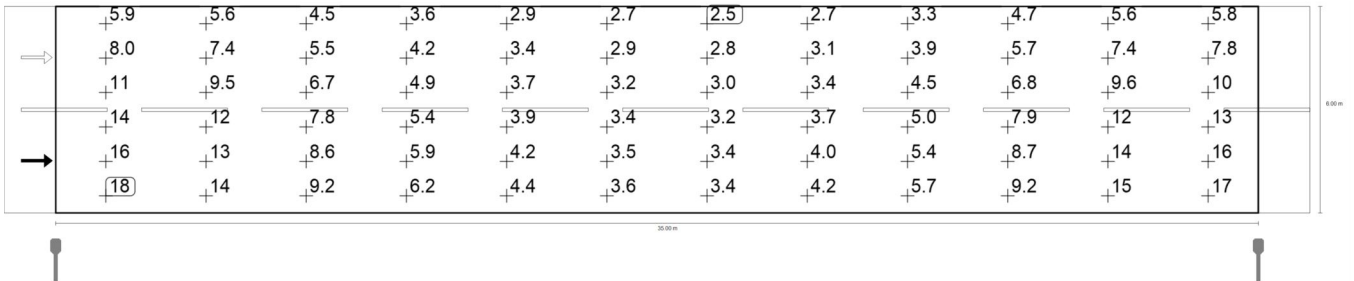 5.9 5.6 4.5 3.6 2.9 2.7 2.5 2.7 3.3 4.7 5.6 5.8
8.0 7.4 5.5 4.2 3.4 2.9 2.8 3.1 3.9 5.7 7.4 7.8
11 9.5 6.7 4.9 3.7 3.2 3.0 3.4 4.5 6.8 9.6 10
6.00 m
14 12 7.8 5.4 3.9 3.4 3.2 3.7 5.0 7.9 12 13
16 13 8.6 5.9 4.2 3.5 3.4 4.0 5.4 8.7 14 16
18 14 9.2 6.2 4.4 3.6 3.4 4.2 5.7 9.2 15 17
35.00 m